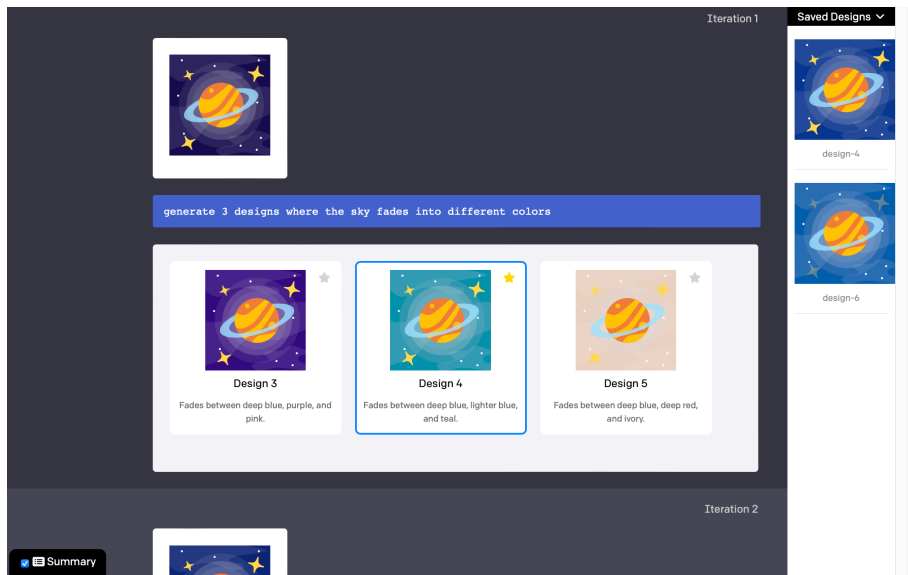 Iteration 1
Saved Designs
generate 3 designs where the sky fades into different colors
design-4
design-6
Design 3
Fades between deep blue, purple, and
pink.
Design 4
Fades between deep blue, lighter blue,
and teal.
Design 5
Fades between deep blue, deep red,
and ivory.
Iteration 2
Summary